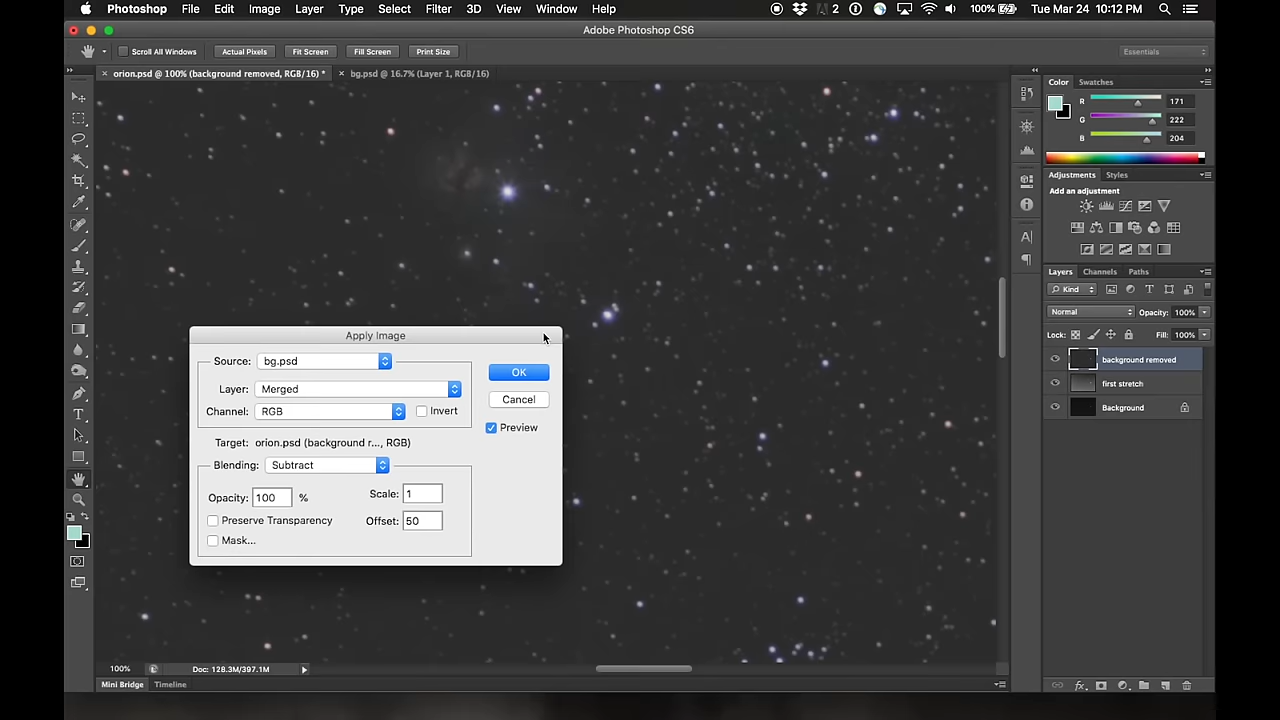 Photoshop File Edit Image Layer Type Select Filter 3D View Window Help 2 100% Tue Mar 24 10:12 PM
Adobe Photoshop CS6
Scroll All Windows Actual Pixels Fit Screen Fill Screen Print Size Essentials
orion.psd @ 100% (background removed, RGB/16) * bg.psd @ 16.7% (Layer 1, RGB/16)
Color Swatches
R 171
G 222
B 204
Adjustments Styles
Add an adjustment
Layers Channels Paths
Kind
Normal Opacity: 100%
Lock: Fill: 100%
background removed
first stretch
Background
Apply Image
Source: bg.psd
OK
Layer: Merged
Cancel
Channel: RGB Invert
Preview
Target: orion.psd (background r..., RGB)
Blending: Subtract
Opacity: 100 % Scale: 1
Preserve Transparency Offset: 50
Mask...
100% Doc: 128.3M/397.1M
Mini Bridge Timeline